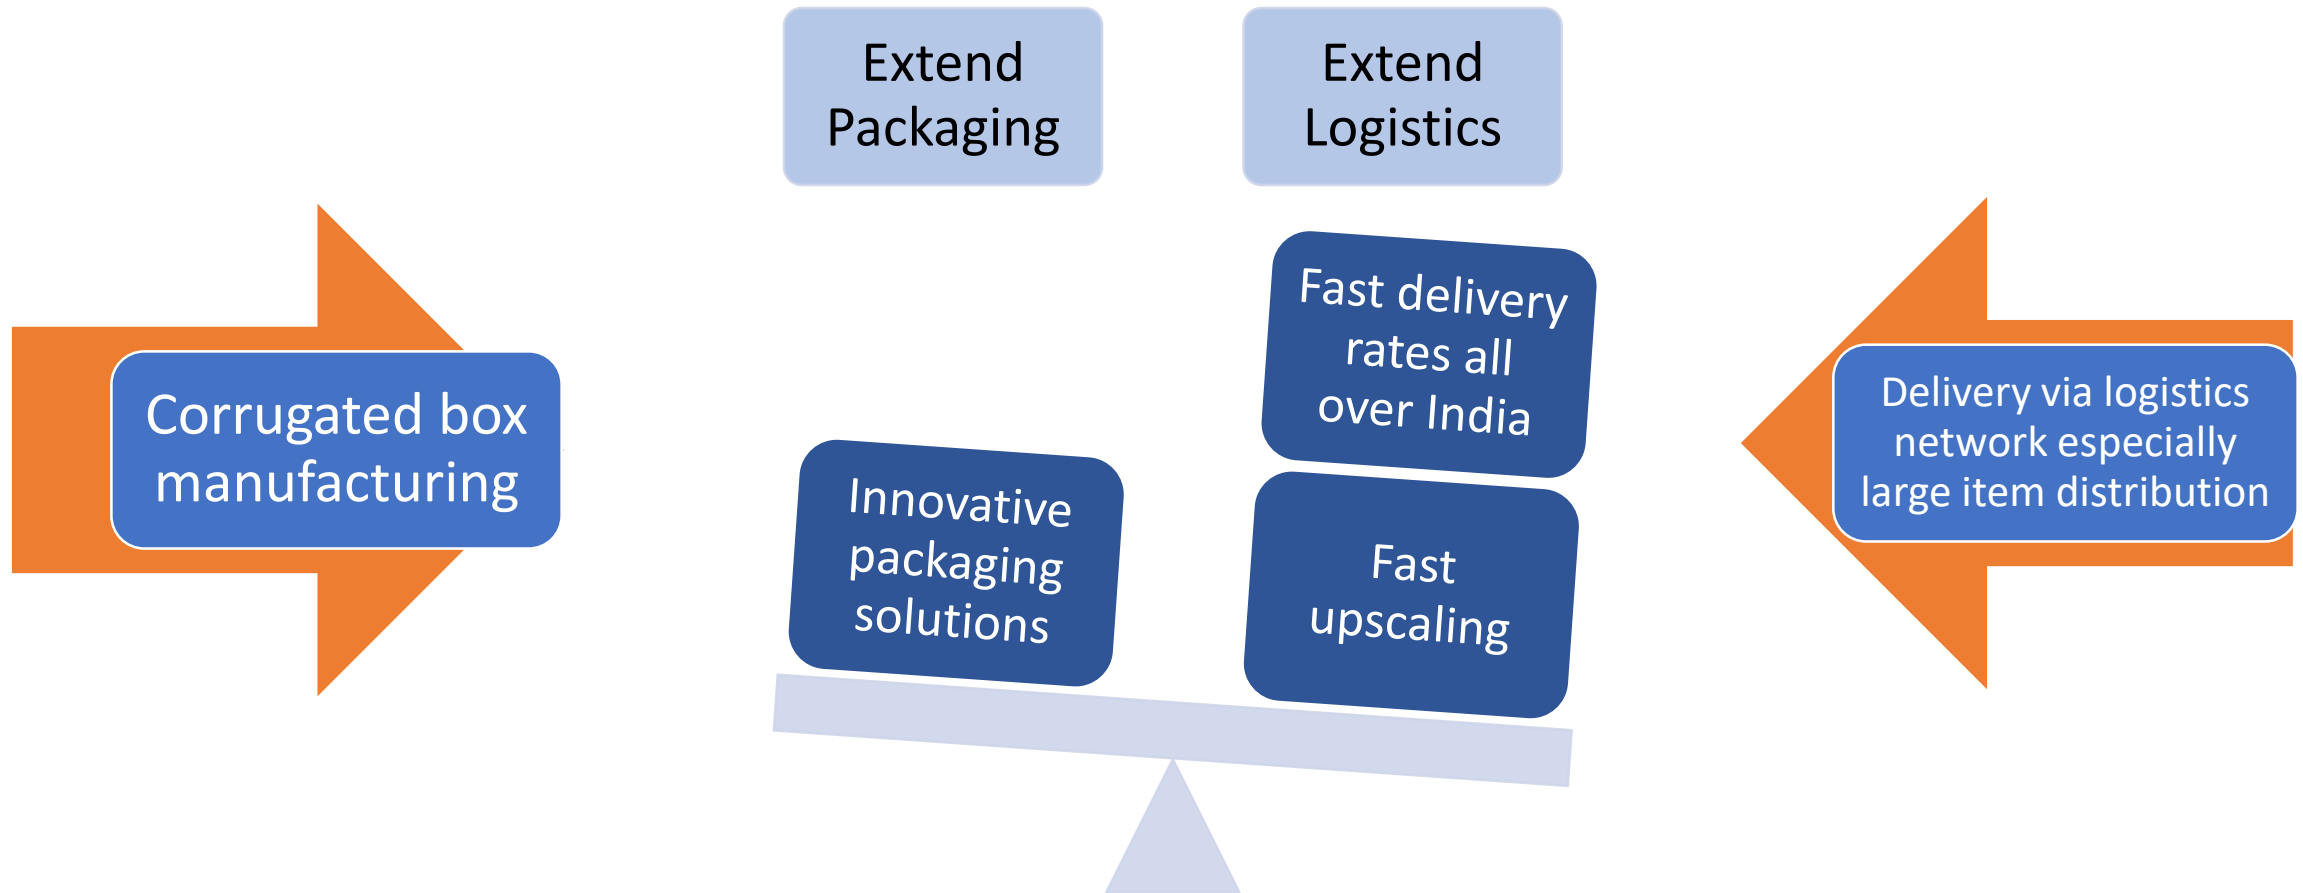 Extend
Packaging
Extend
Logistics
Corrugated box
manufacturing
Innovative
packaging
solutions
Fast delivery
rates all
over India
Fast
upscaling
Delivery via logistics
network especially
large item distribution